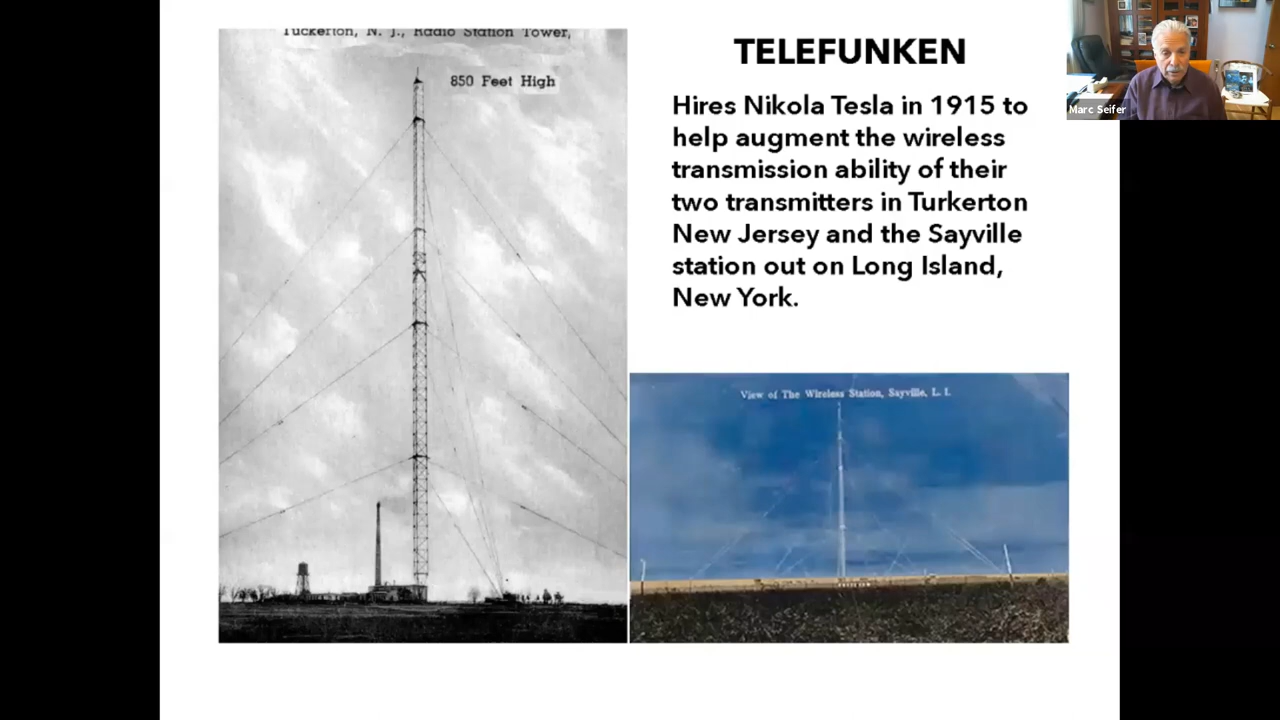 Tuckerton, N. J., Radio Station Tower,
850 Feet High
TELEFUNKEN
Hires Nikola Tesla in 1915 to
help augment the wireless
transmission ability of their
two transmitters in Turkerton
New Jersey and the Sayville
station out on Long Island,
New York.
View of The Wireless Station, Sayville, L. I.
Marc Seifer